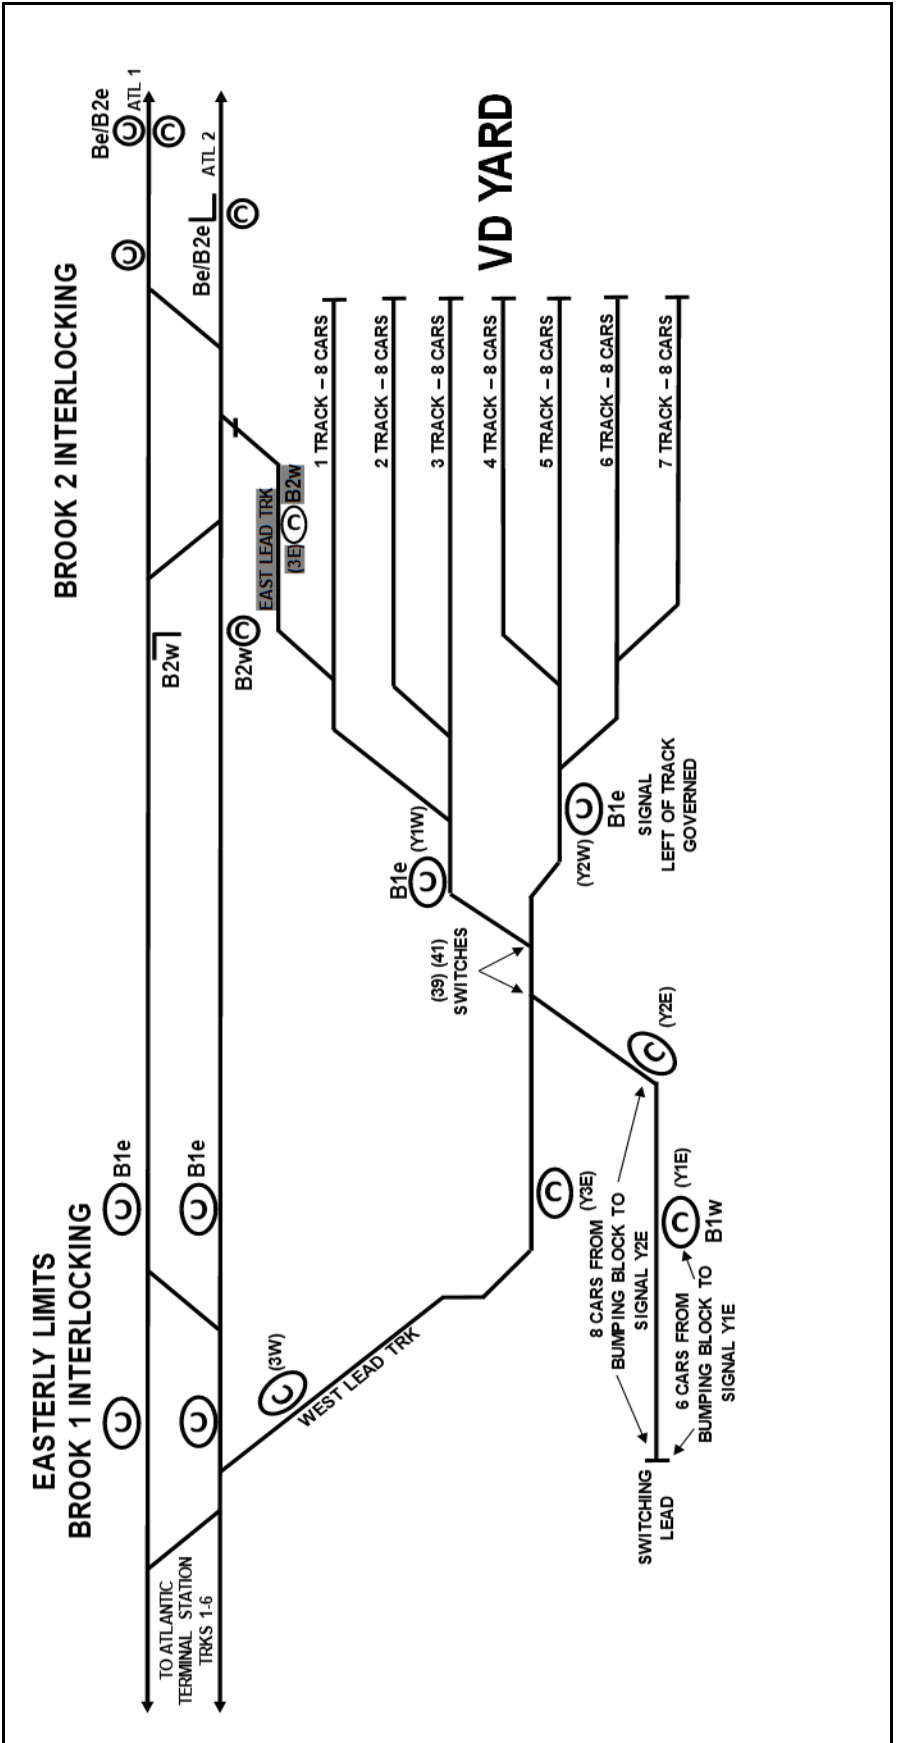 EASTERLY LIMITS
BROOK 1 INTERLOCKING
BROOK 2 INTERLOCKING
B1e
Be/B2e
ATL 1
C
C
C
C
C
TO ATLANTIC
TERMINAL STATION
TRKS 1-6
C
C
B1e
B2w
Be/B2e
ATL 2
C
B2w
C
(3W)
C
WEST LEAD TRK
EAST LEAD TRK
(3E)
C
B2w
1 TRACK – 8 CARS
2 TRACK – 8 CARS
3 TRACK – 8 CARS
4 TRACK – 8 CARS
5 TRACK – 8 CARS
6 TRACK – 8 CARS
7 TRACK – 8 CARS
VD YARD
B1e
(Y1W)
C
(39) (41)
SWITCHES
(Y2W)
C
B1e
SIGNAL
LEFT OF TRACK
GOVERNED
C
(Y3E)
C
(Y2E)
8 CARS FROM
BUMPING BLOCK TO
SIGNAL Y2E
SWITCHING
LEAD
C
(Y1E)
B1w
6 CARS FROM
BUMPING BLOCK TO
SIGNAL Y1E